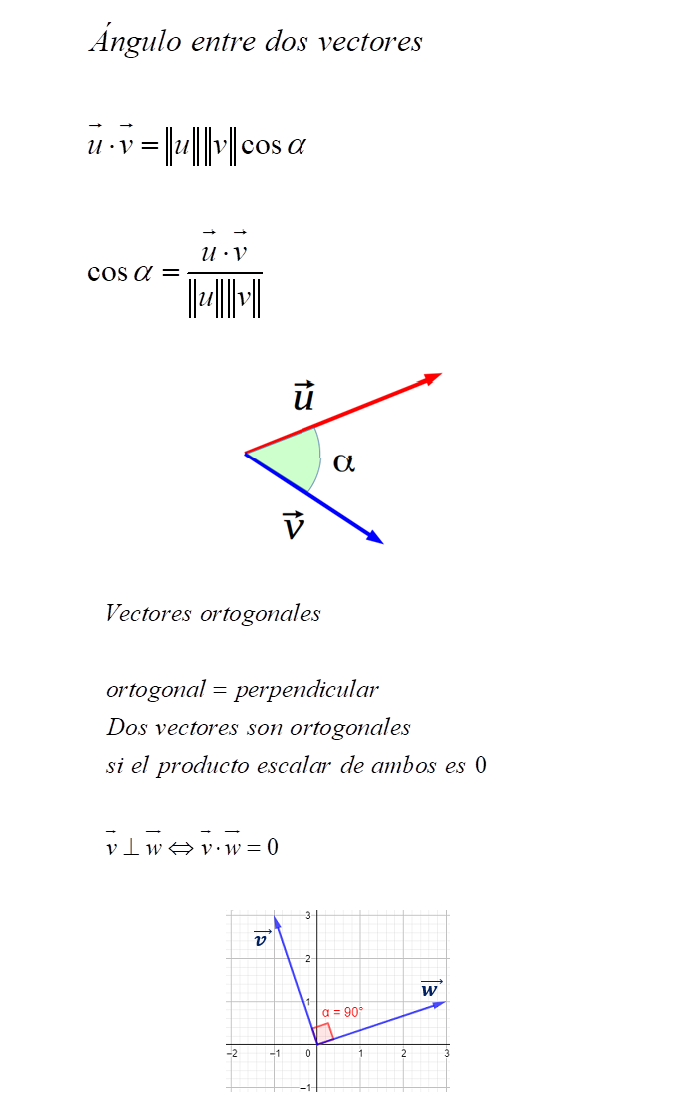 Ángulo entre dos vectores
u⃗ · v⃗ = ‖u‖‖v‖ cos α
cos α = u⃗ · v⃗ / ‖u‖‖v‖
u⃗
α
v⃗
Vectores ortogonales
ortogonal = perpendicular
Dos vectores son ortogonales
si el producto escalar de ambos es 0
v⃗ ⊥ w⃗ ⇔ v⃗ · w⃗ = 0
3
v⃗
2
w⃗
1
α = 90°
−2 −1 0 1 2 3
−1